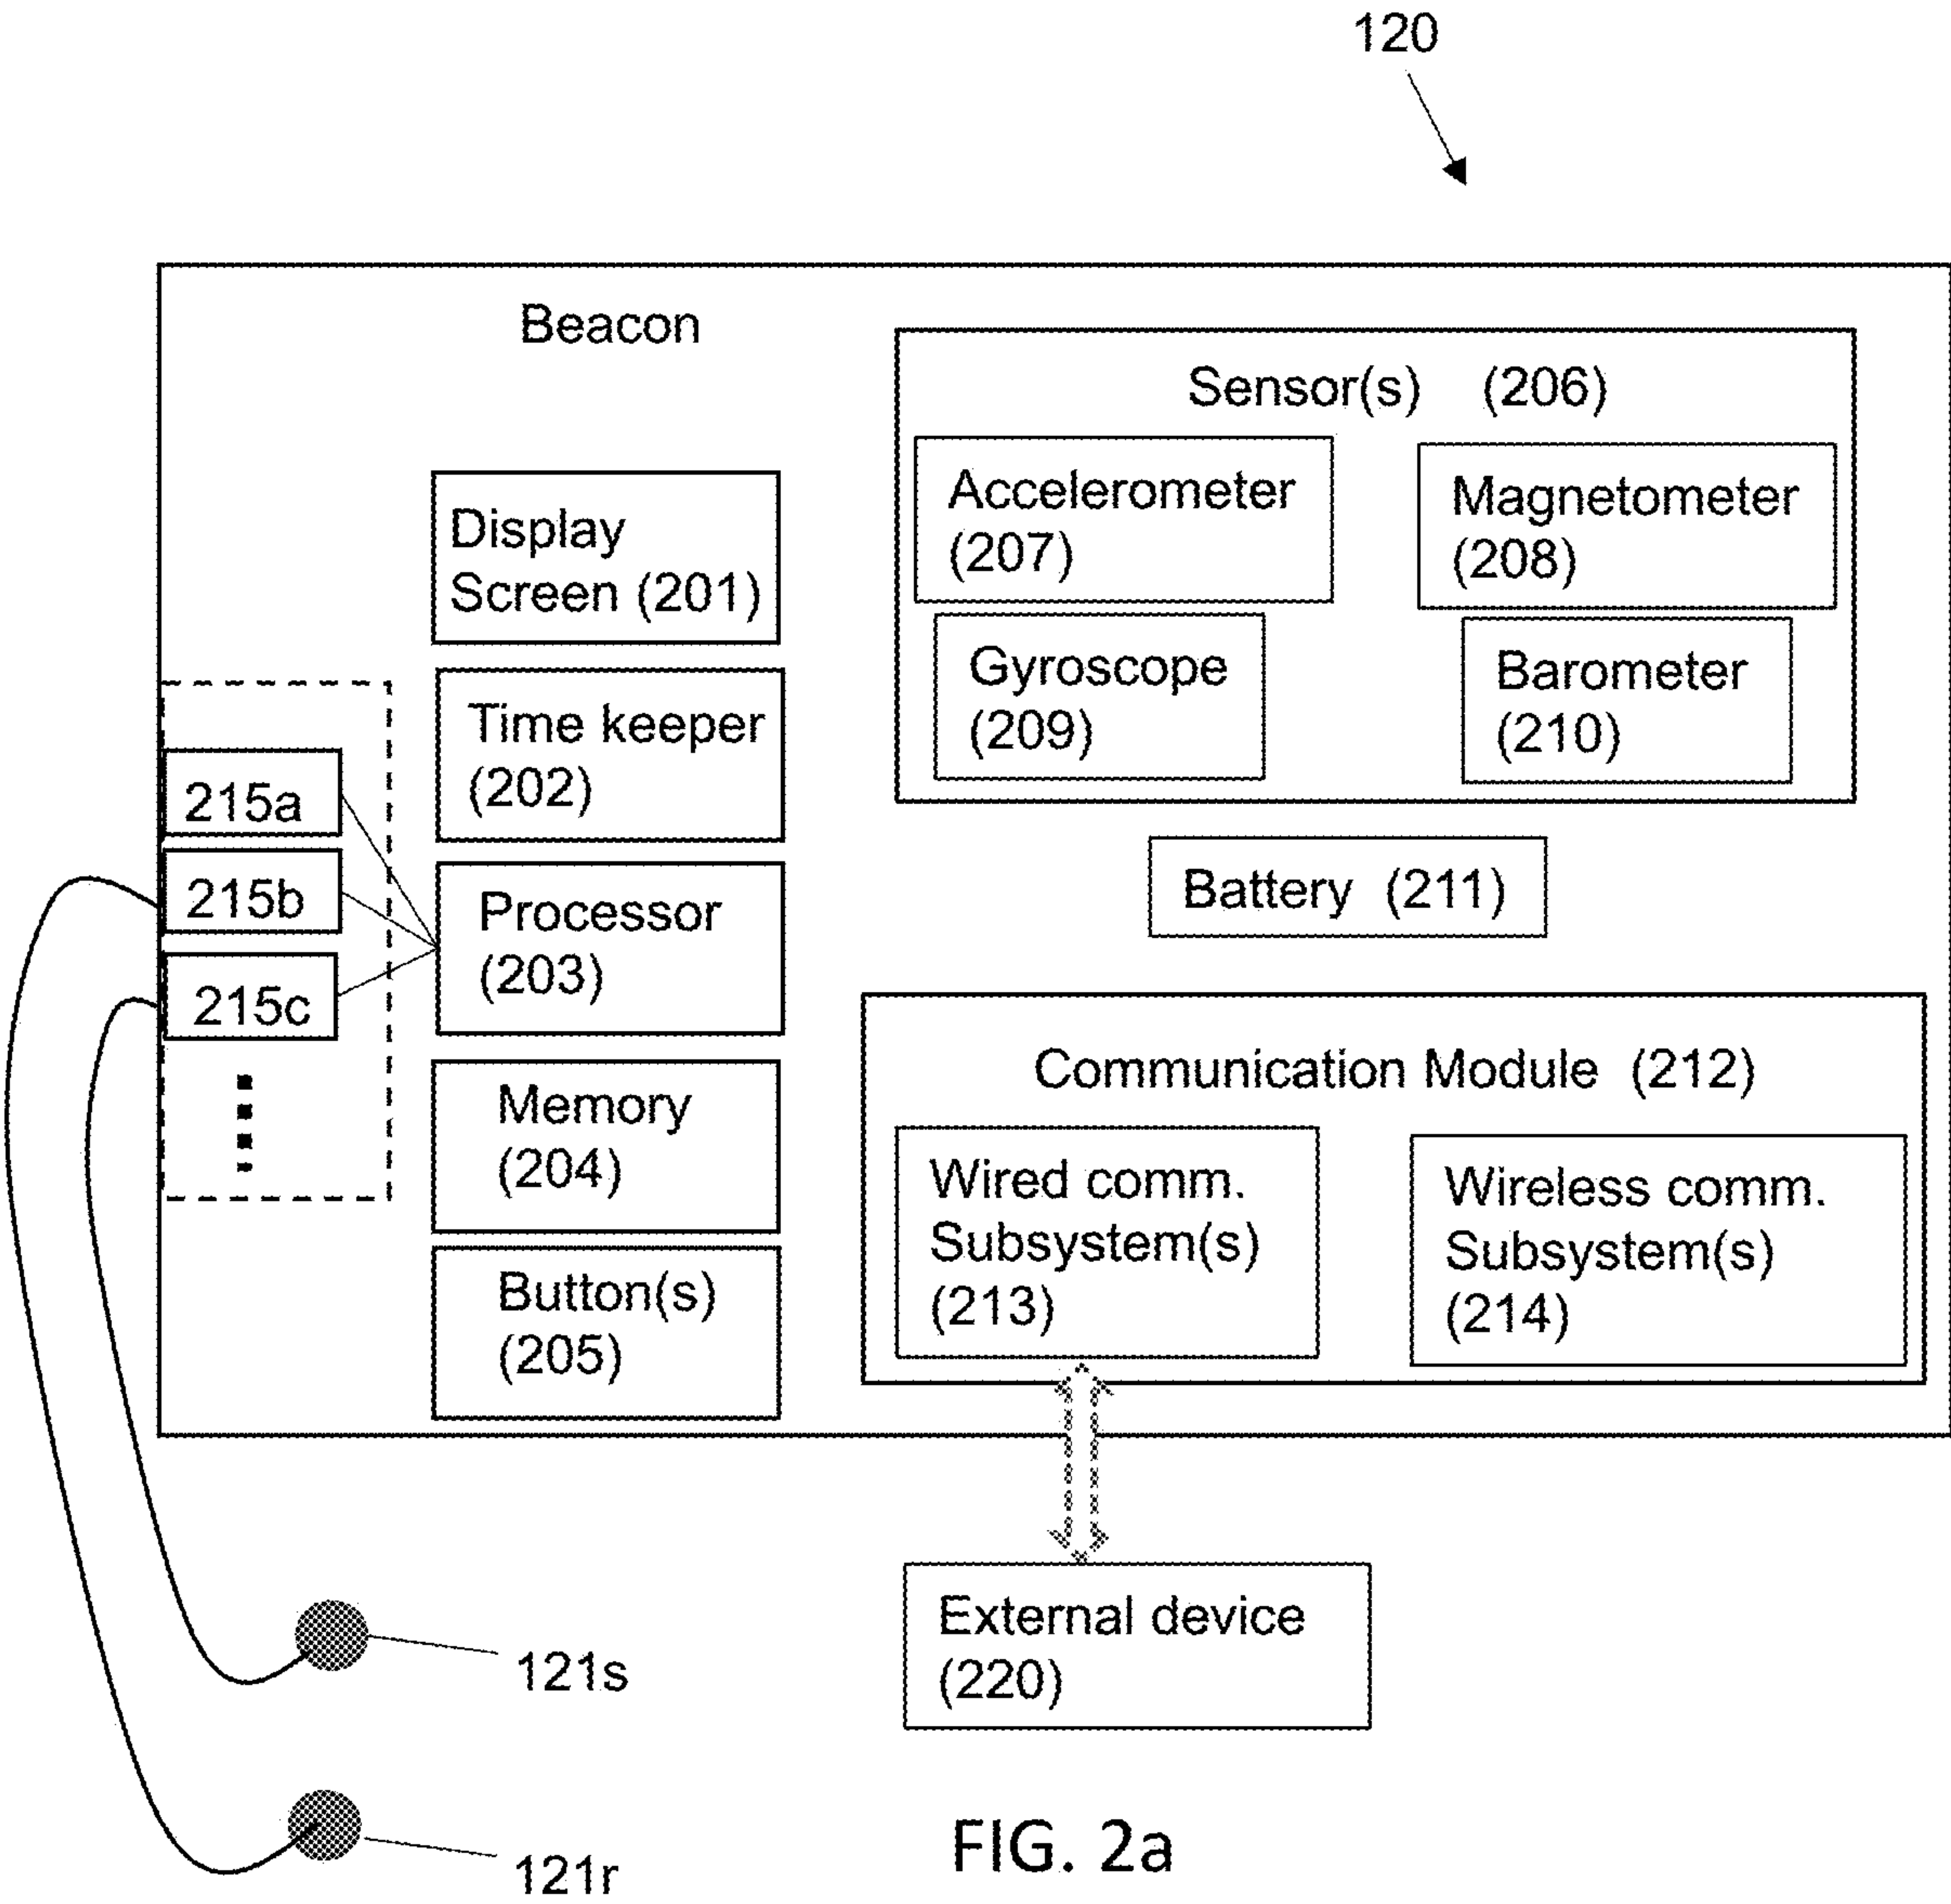 120
Beacon
Sensor(s) (206)
Accelerometer
(207)
Magnetometer
(208)
Gyroscope
(209)
Barometer
(210)
Display
Screen (201)
Time keeper
(202)
215a
215b
215c
Processor
(203)
Battery (211)
Memory
(204)
Button(s)
(205)
Communication Module (212)
Wired comm.
Subsystem(s)
(213)
Wireless comm.
Subsystem(s)
(214)
External device
(220)
121s
121r
FIG. 2a